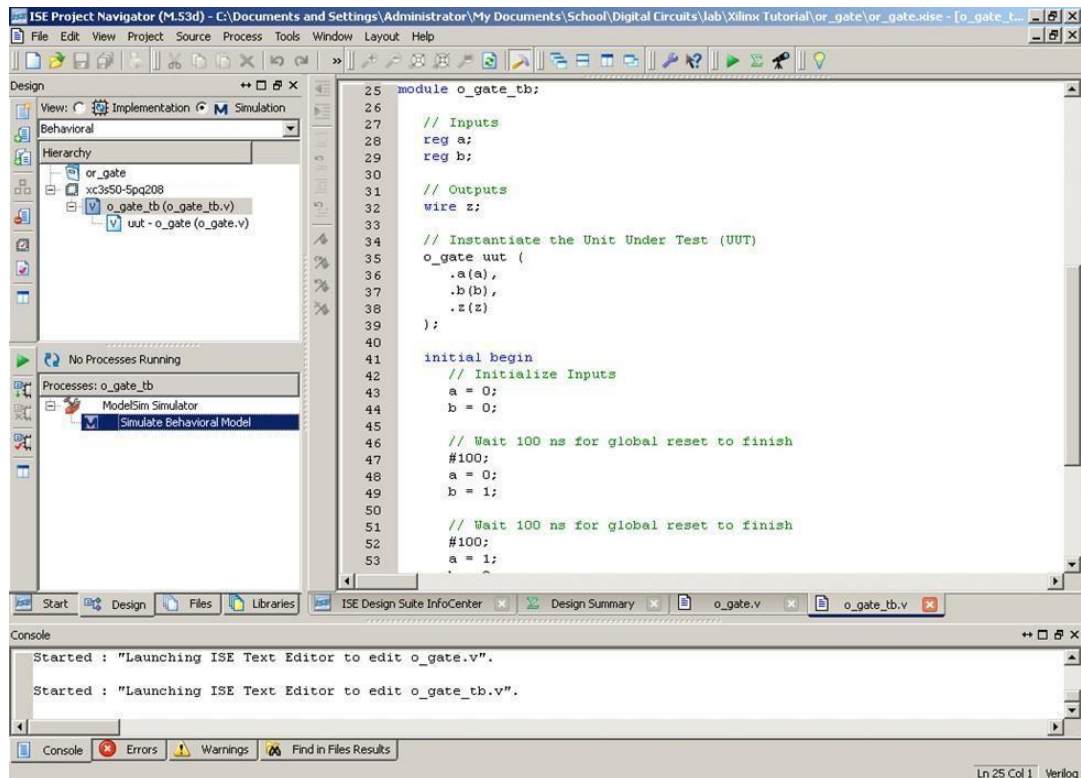 ISE Project Navigator (M.53d) - C:\Documents and Settings\Administrator\My Documents\School\Digital Circuits\lab\Xilinx Tutorial\or_gate\or_gate.xise - [o_gate_t...
File Edit View Project Source Process Tools Window Layout Help
Design
View: Implementation Simulation
Behavioral
Hierarchy
or_gate
xc3s50-5pq208
o_gate_tb (o_gate_tb.v)
uut - o_gate (o_gate.v)
No Processes Running
Processes: o_gate_tb
ModelSim Simulator
Simulate Behavioral Model
Start Design Files Libraries
25 module o_gate_tb;
26
27 // Inputs
28 reg a;
29 reg b;
30
31 // Outputs
32 wire z;
33
34 // Instantiate the Unit Under Test (UUT)
35 o_gate uut (
36 .a(a),
37 .b(b),
38 .z(z)
39 );
40
41 initial begin
42 // Initialize Inputs
43 a = 0;
44 b = 0;
45
46 // Wait 100 ns for global reset to finish
47 #100;
48 a = 0;
49 b = 1;
50
51 // Wait 100 ns for global reset to finish
52 #100;
53 a = 1;
ISE Design Suite InfoCenter Design Summary o_gate.v o_gate_tb.v
Console
Started : "Launching ISE Text Editor to edit o_gate.v".
Started : "Launching ISE Text Editor to edit o_gate_tb.v".
Console Errors Warnings Find in Files Results
Ln 25 Col 1 Verilog